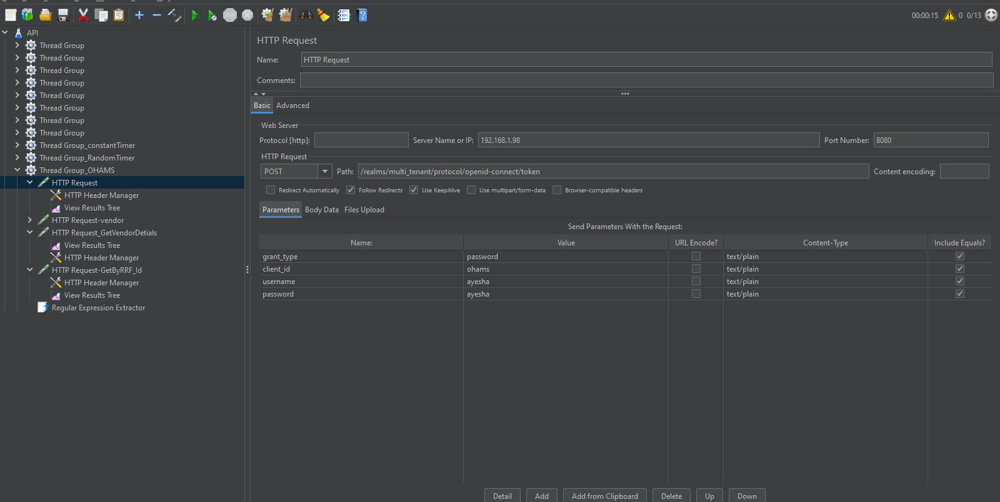 00:00:15 0 0/13
API
Thread Group
Thread Group
Thread Group
Thread Group
Thread Group
Thread Group
Thread Group
Thread Group
Thread Group_constantTimer
Thread Group_RandomTimer
Thread Group_OHAMS
HTTP Request
HTTP Header Manager
View Results Tree
HTTP Request-vendor
HTTP Request_GetVendorDetials
View Results Tree
HTTP Header Manager
HTTP Request-GetByRRF_Id
HTTP Header Manager
View Results Tree
Regular Expression Extractor
HTTP Request
Name: HTTP Request
Comments:
Basic Advanced
Web Server
Protocol [http]: Server Name or IP: 192.168.1.98 Port Number: 8080
HTTP Request
POST Path: /realms/multi_tenant/protocol/openid-connect/token Content encoding:
Redirect Automatically Follow Redirects Use KeepAlive Use multipart/form-data Browser-compatible headers
Parameters Body Data Files Upload
Send Parameters With the Request:
Name: Value URL Encode? Content-Type Include Equals?
grant_type password text/plain
client_id ohams text/plain
username ayesha text/plain
password ayesha text/plain
Detail Add Add from Clipboard Delete Up Down